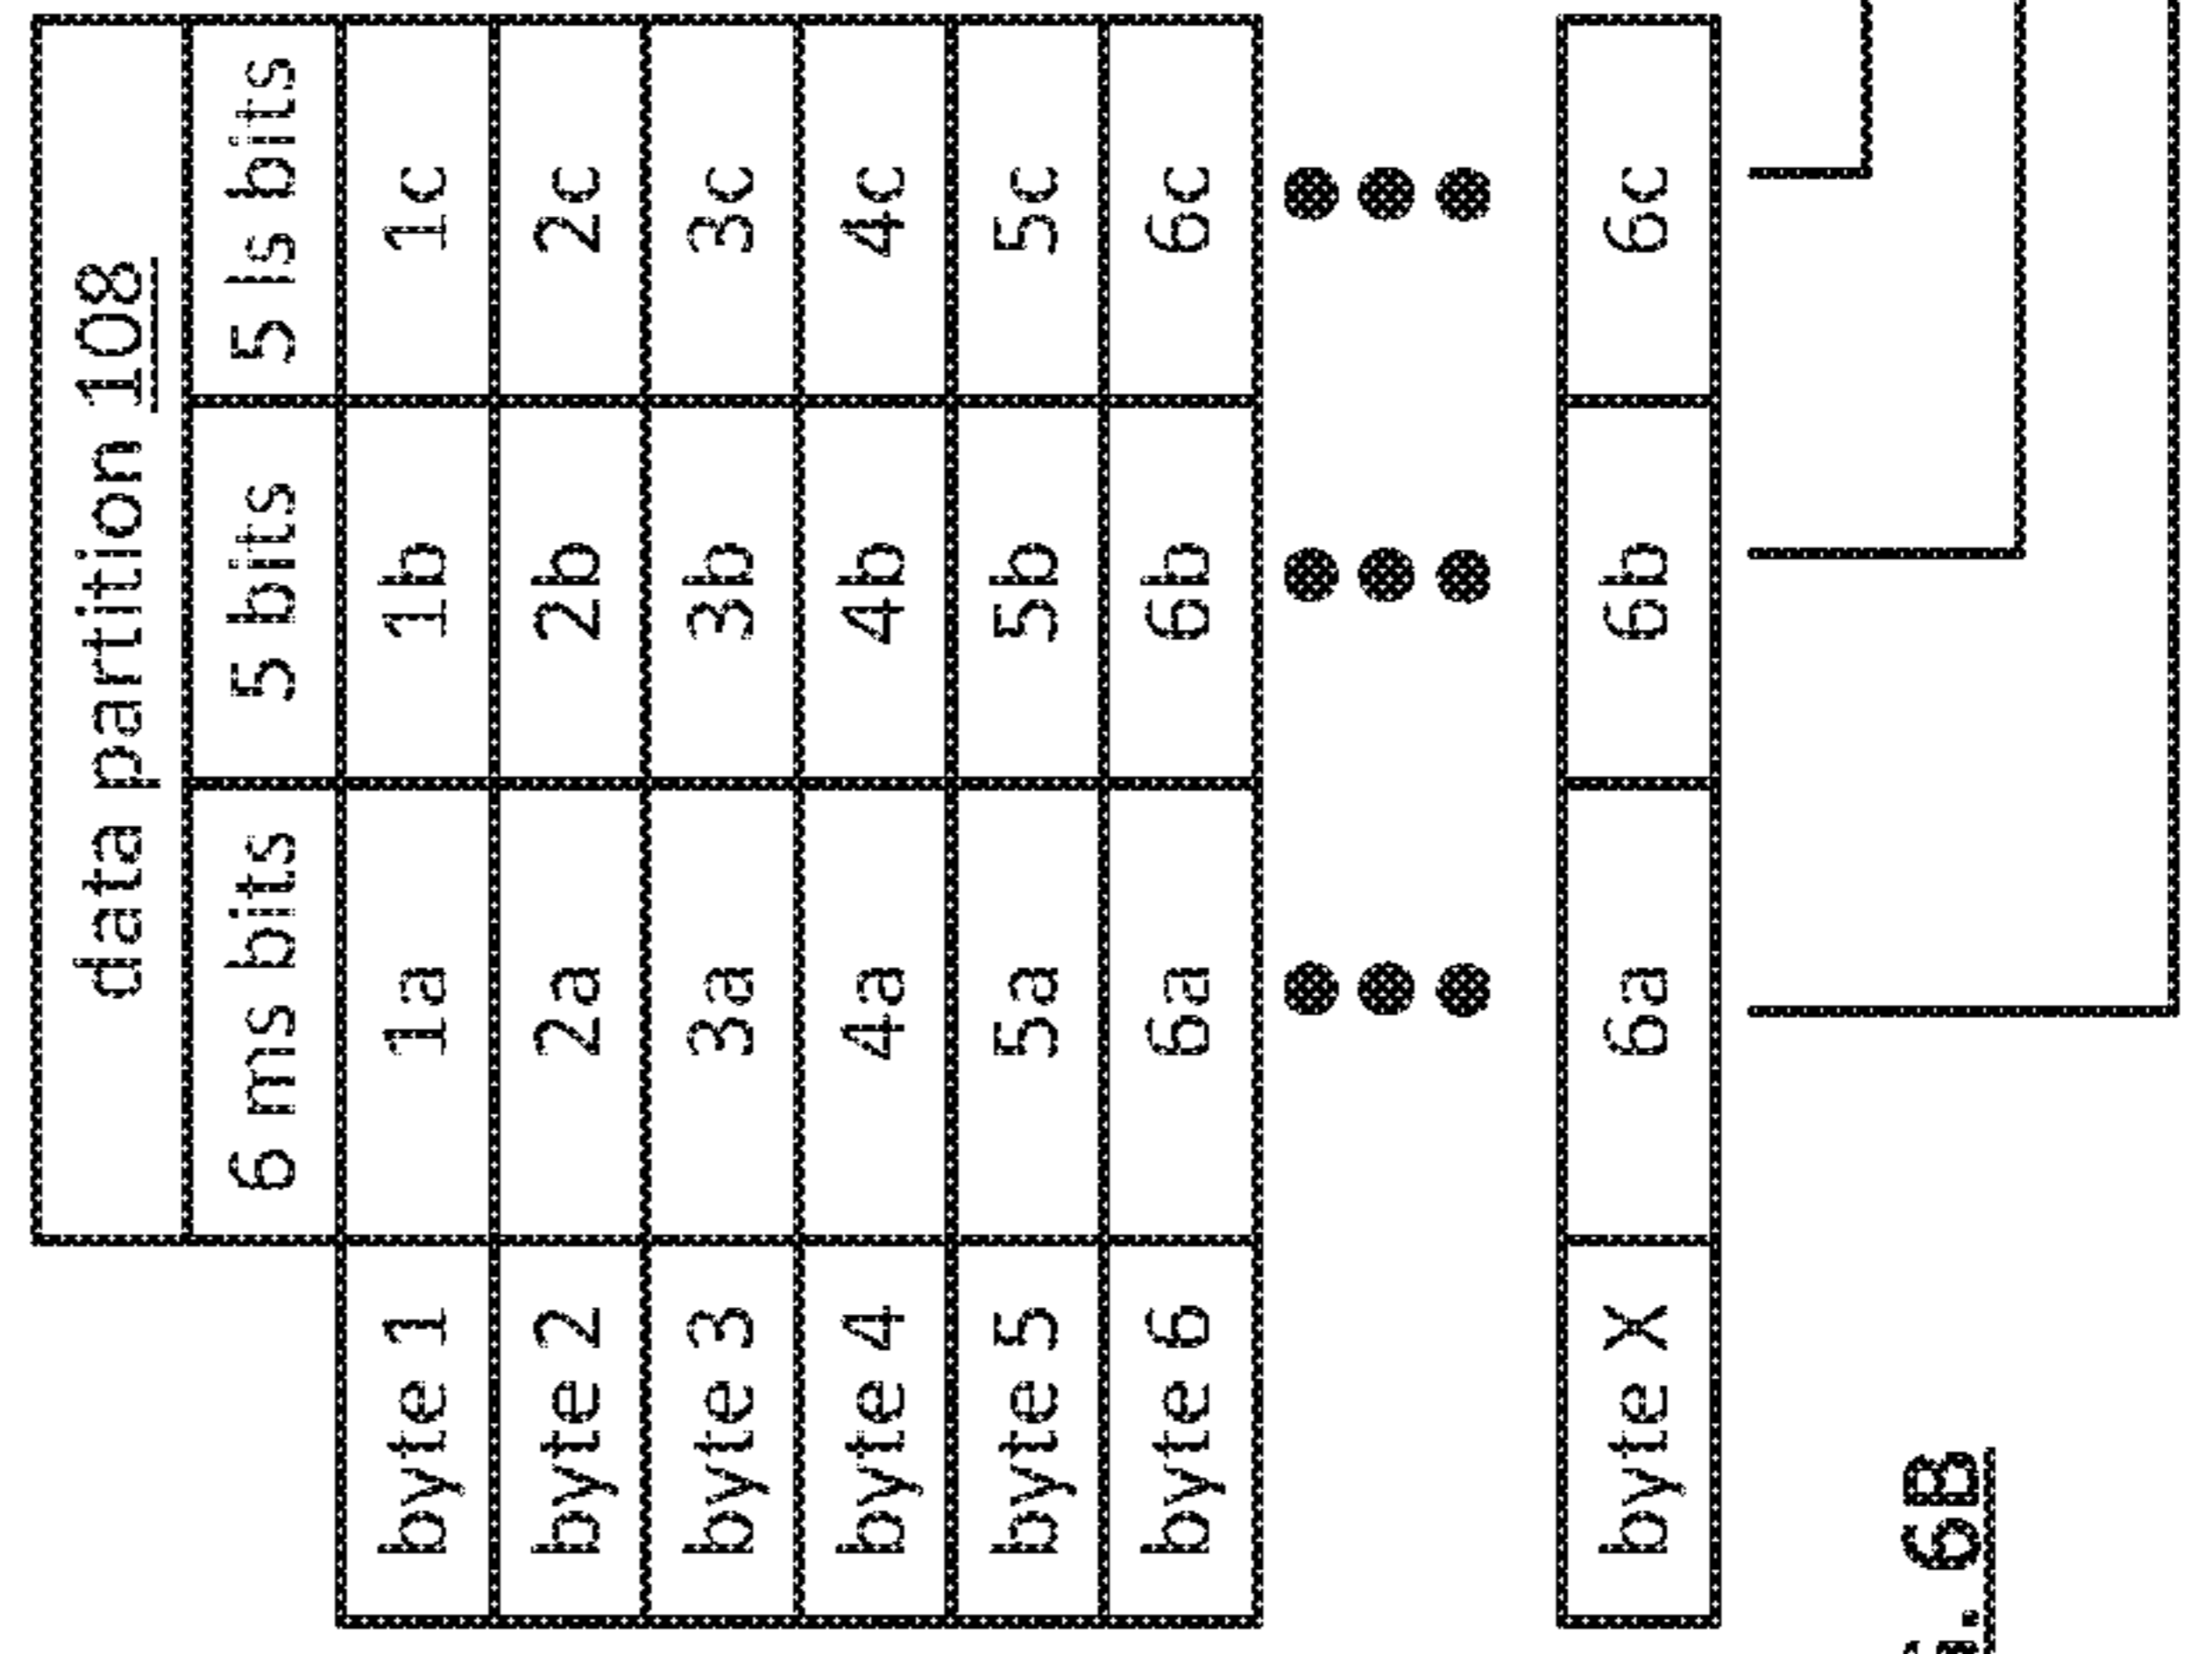 data partition 108
6 ms bits 5 bits 5 ls bits
byte 1 1a 1b 1c
byte 2 2a 2b 2c
byte 3 3a 3b 3c
byte 4 4a 4b 4c
byte 5 5a 5b 5c
byte 6 6a 6b 6c
byte X 6a 6b 6c
6B